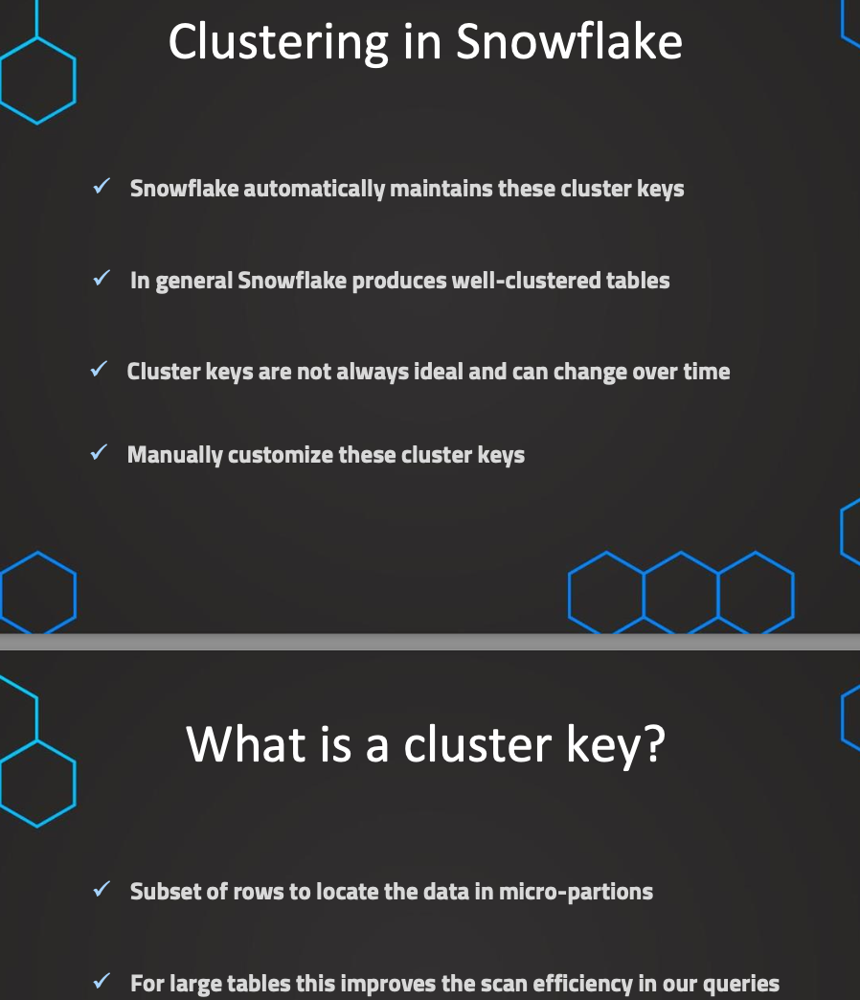 Clustering in Snowflake
✓ Snowflake automatically maintains these cluster keys
✓ In general Snowflake produces well-clustered tables
✓ Cluster keys are not always ideal and can change over time
✓ Manually customize these cluster keys
What is a cluster key?
✓ Subset of rows to locate the data in micro-partions
✓ For large tables this improves the scan efficiency in our queries